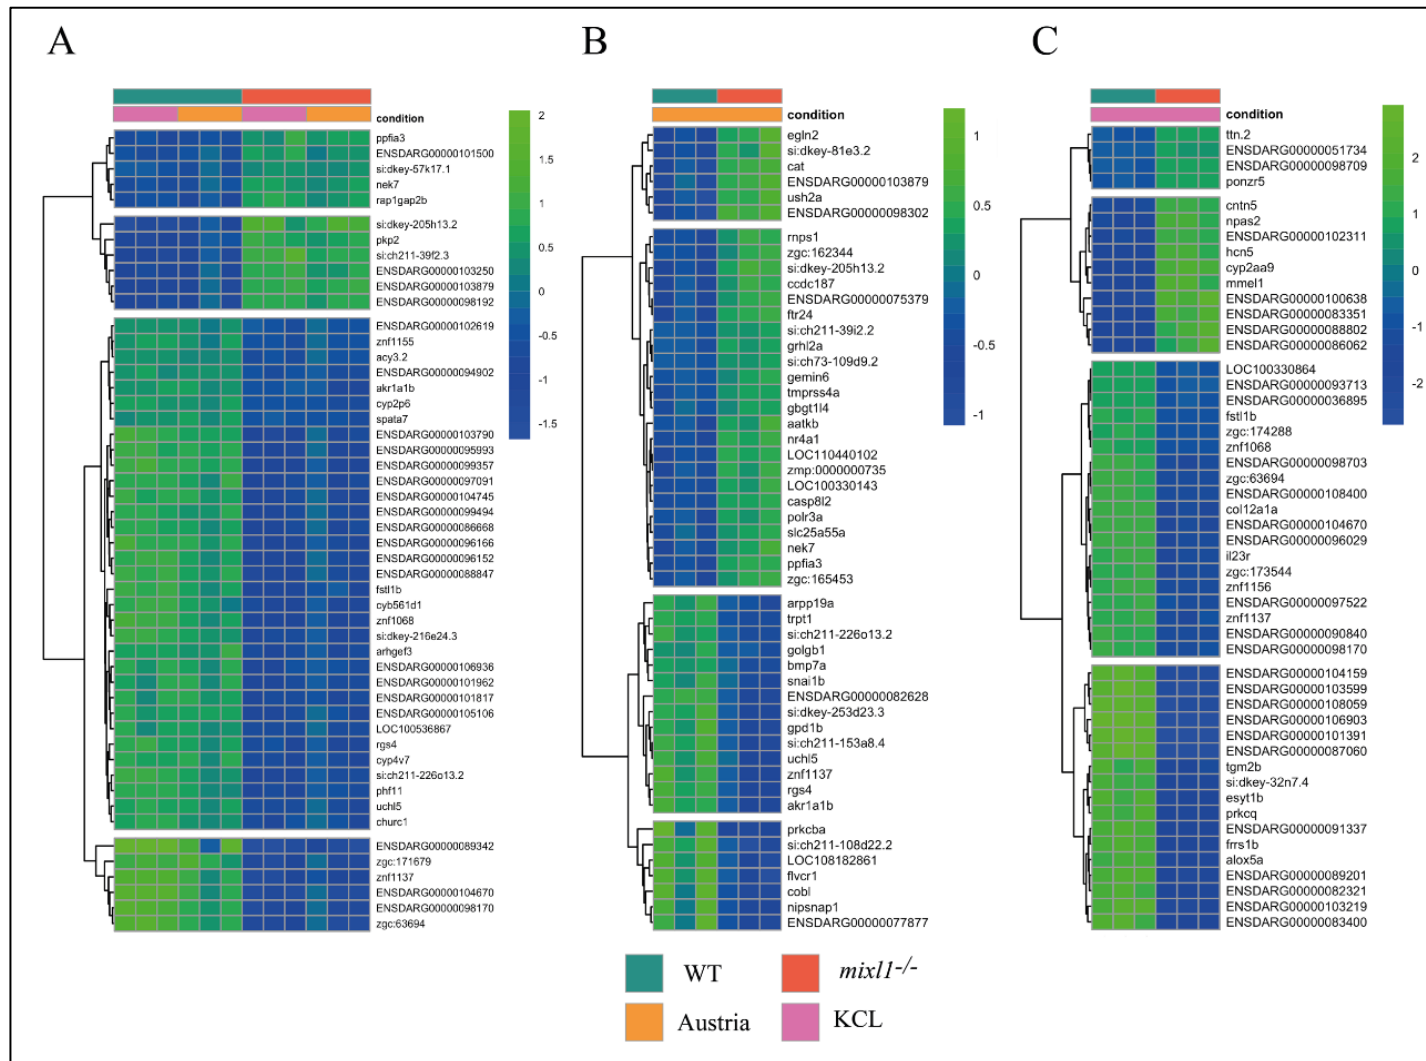 A
B
C
condition
ppfia3
ENSDARG00000101500
si:dkey-57k17.1
nek7
rap1gap2b
si:dkey-205h13.2
pkp2
si:ch211-39f2.3
ENSDARG00000103250
ENSDARG00000103879
ENSDARG00000098192
ENSDARG00000102619
znf1155
acy3.2
ENSDARG00000094902
akr1a1b
cyp2p6
spata7
ENSDARG00000103790
ENSDARG00000095993
ENSDARG00000099357
ENSDARG00000097091
ENSDARG00000104745
ENSDARG00000099494
ENSDARG00000086668
ENSDARG00000096166
ENSDARG00000096152
ENSDARG00000088847
fstl1b
cyb561d1
znf1068
si:dkey-216e24.3
arhgef3
ENSDARG00000106936
ENSDARG00000101962
ENSDARG00000101817
ENSDARG00000105106
LOC100536867
rgs4
cyp4v7
si:ch211-226o13.2
phf11
uchl5
churc1
ENSDARG00000089342
zgc:171679
znf1137
ENSDARG00000104670
ENSDARG00000098170
zgc:63694
2
1.5
1
0.5
0
-0.5
-1
-1.5
condition
egln2
si:dkey-81e3.2
cat
ENSDARG00000103879
ush2a
ENSDARG00000098302
rnps1
zgc:162344
si:dkey-205h13.2
ccdc187
ENSDARG00000075379
ftr24
si:ch211-39i2.2
grhl2a
si:ch73-109d9.2
gemin6
tmprss4a
gbgt1l4
aatkb
nr4a1
LOC110440102
zmp:0000000735
LOC100330143
casp8l2
polr3a
slc25a55a
nek7
ppfia3
zgc:165453
arpp19a
trpt1
si:ch211-226o13.2
golgb1
bmp7a
snai1b
ENSDARG00000082628
si:dkey-253d23.3
gpd1b
si:ch211-153a8.4
uchl5
znf1137
rgs4
akr1a1b
prkcba
si:ch211-108d22.2
LOC108182861
flvcr1
cobl
nipsnap1
ENSDARG00000077877
1
0.5
0
-0.5
-1
condition
ttn.2
ENSDARG00000051734
ENSDARG00000098709
ponzr5
cntn5
npas2
ENSDARG00000102311
hcn5
cyp2aa9
mmel1
ENSDARG00000100638
ENSDARG00000083351
ENSDARG00000088802
ENSDARG00000086062
LOC100330864
ENSDARG00000093713
ENSDARG00000036895
fstl1b
zgc:174288
znf1068
ENSDARG00000098703
zgc:63694
ENSDARG00000108400
col12a1a
ENSDARG00000104670
ENSDARG00000096029
il23r
zgc:173544
znf1156
ENSDARG00000097522
znf1137
ENSDARG00000090840
ENSDARG00000098170
ENSDARG00000104159
ENSDARG00000103599
ENSDARG00000108059
ENSDARG00000106903
ENSDARG00000101391
ENSDARG00000087060
tgm2b
si:dkey-32n7.4
esyt1b
prkcq
ENSDARG00000091337
frrs1b
alox5a
ENSDARG00000089201
ENSDARG00000082321
ENSDARG00000103219
ENSDARG00000083400
2
1
0
-1
-2
WT
mixl1-/-
Austria
KCL